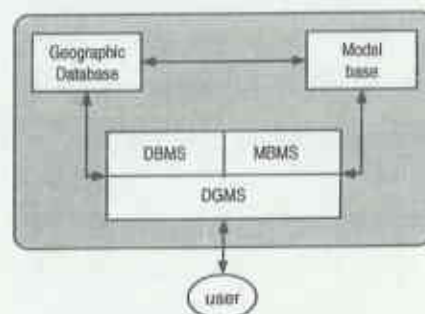 Geographic
Database
Model
base
DBMS
MBMS
DGMS
user